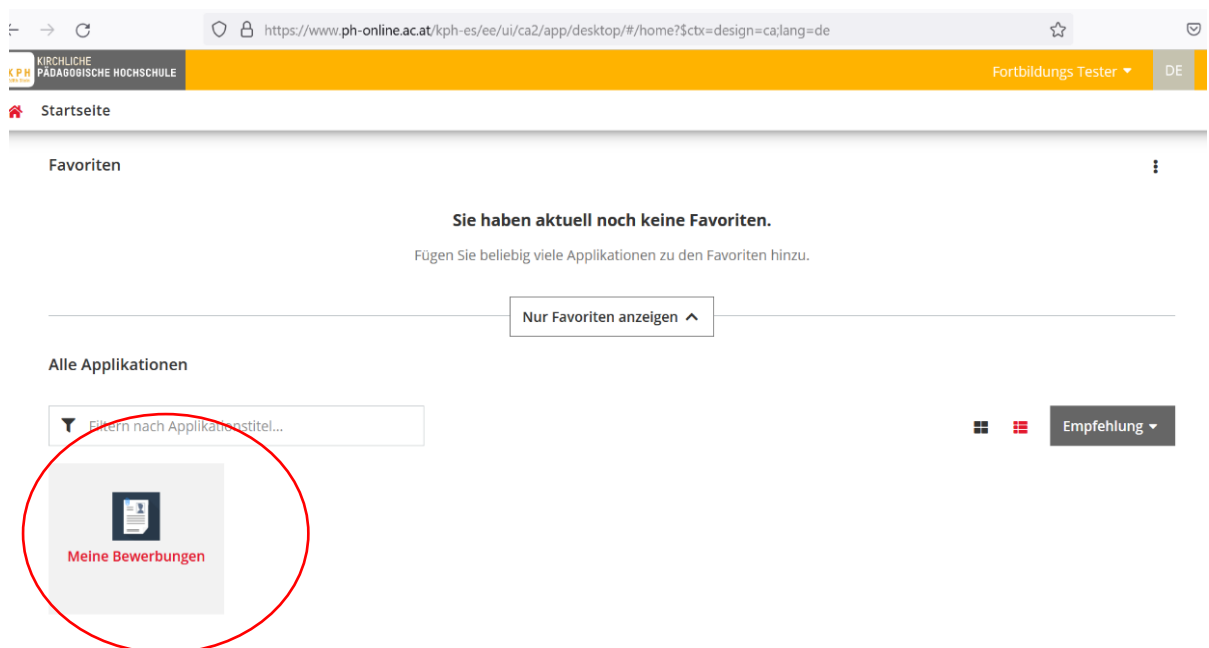 https://www.ph-online.ac.at/kph-es/ee/ui/ca2/app/desktop/#/home?$ctx=design=ca;lang=de
KPH
KIRCHLICHE
PÄDAGOGISCHE HOCHSCHULE
Fortbildungs Tester
DE
Startseite
Favoriten
Sie haben aktuell noch keine Favoriten.
Fügen Sie beliebig viele Applikationen zu den Favoriten hinzu.
Nur Favoriten anzeigen
Alle Applikationen
Filtern nach Applikationstitel...
Empfehlung
Meine Bewerbungen